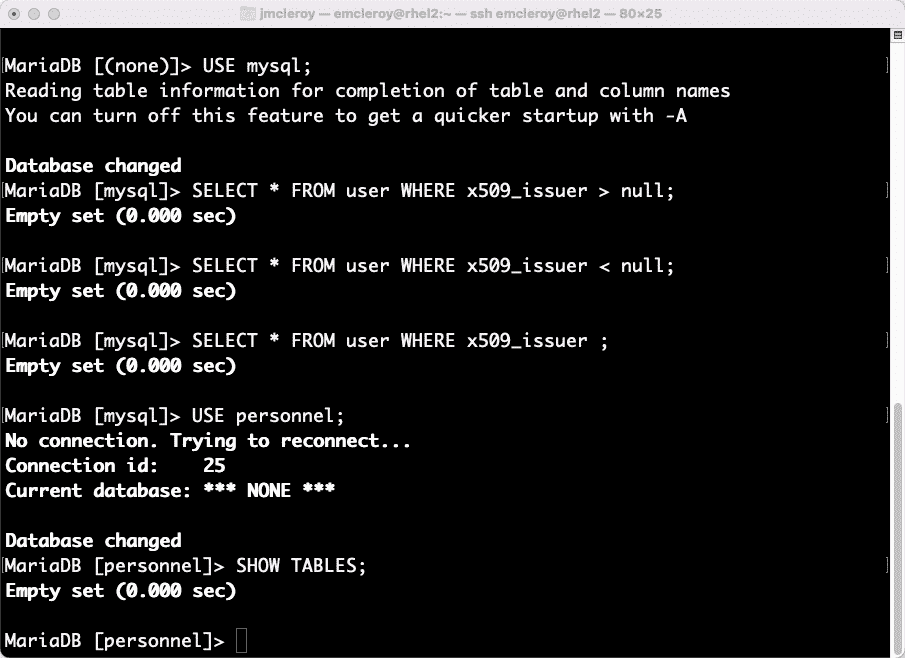 jmcleroy — emcleroy@rhel2:~ — ssh emcleroy@rhel2 — 80×25
MariaDB [(none)]> USE mysql;
Reading table information for completion of table and column names
You can turn off this feature to get a quicker startup with -A
Database changed
MariaDB [mysql]> SELECT * FROM user WHERE x509_issuer > null;
Empty set (0.000 sec)
MariaDB [mysql]> SELECT * FROM user WHERE x509_issuer < null;
Empty set (0.000 sec)
MariaDB [mysql]> SELECT * FROM user WHERE x509_issuer ;
Empty set (0.000 sec)
MariaDB [mysql]> USE personnel;
No connection. Trying to reconnect...
Connection id:    25
Current database: *** NONE ***
Database changed
MariaDB [personnel]> SHOW TABLES;
Empty set (0.000 sec)
MariaDB [personnel]>